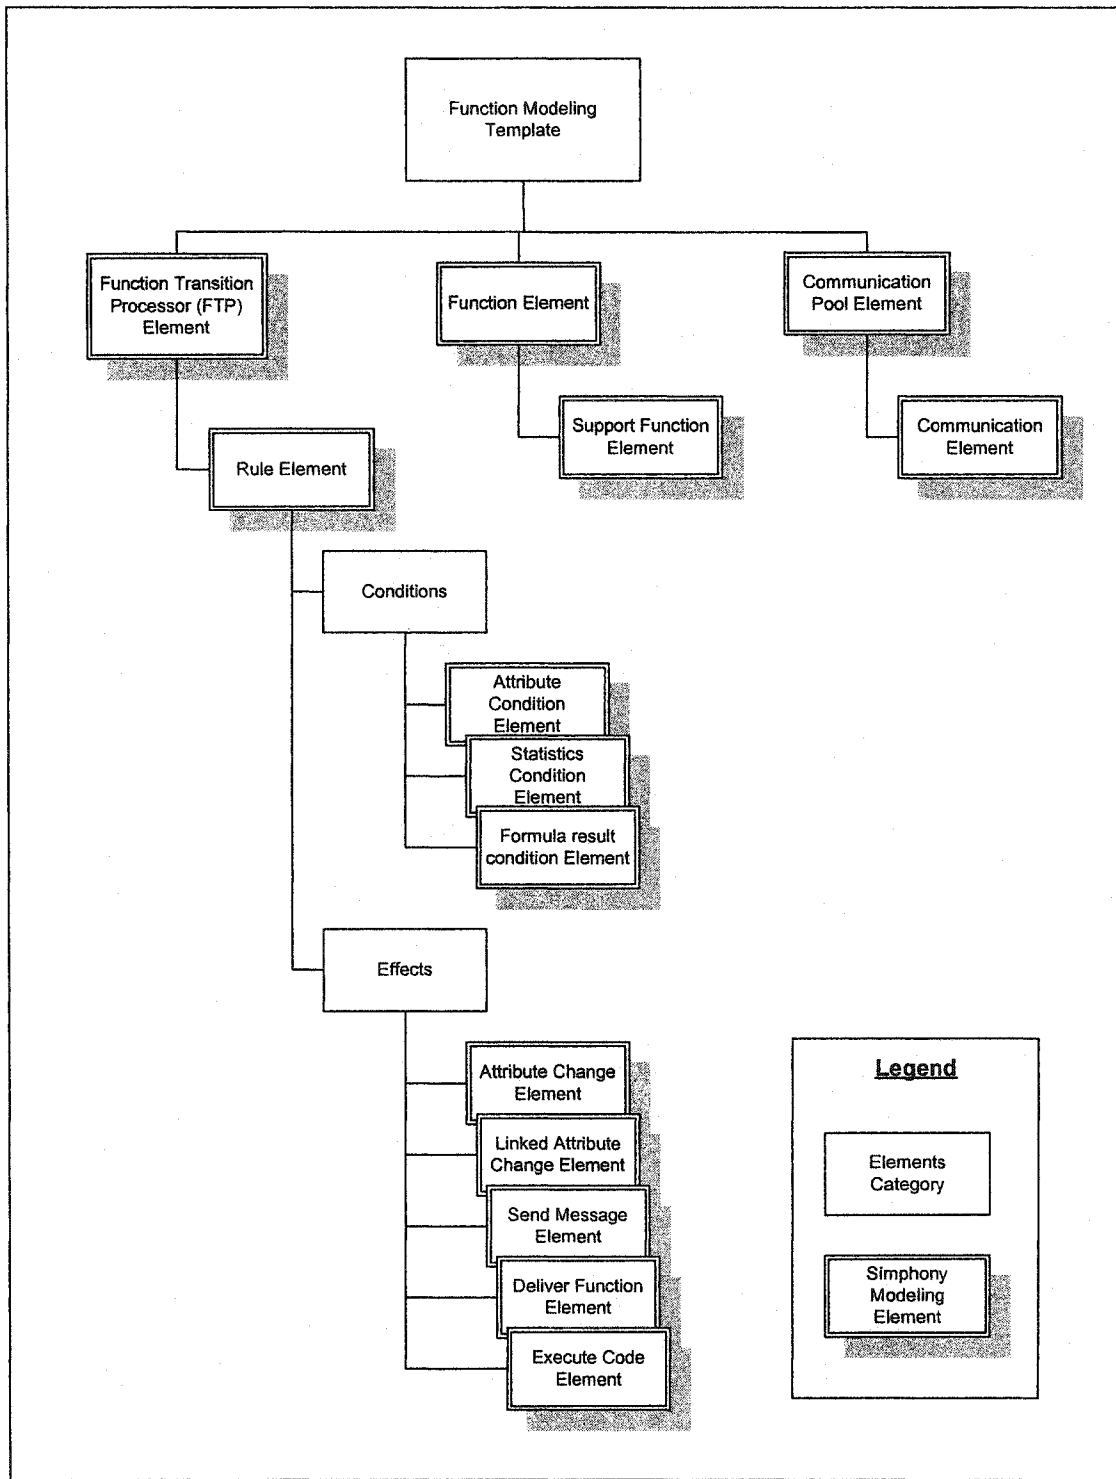 Function Modeling
Template
Function Transition
Processor (FTP)
Element
Function Element
Communication
Pool Element
Support Function
Element
Communication
Element
Rule Element
Conditions
Attribute
Condition
Element
Statistics
Condition
Element
Formula result
condition Element
Effects
Attribute Change
Element
Linked Attribute
Change Element
Send Message
Element
Deliver Function
Element
Execute Code
Element
Legend
Elements
Category
Simphony
Modeling
Element